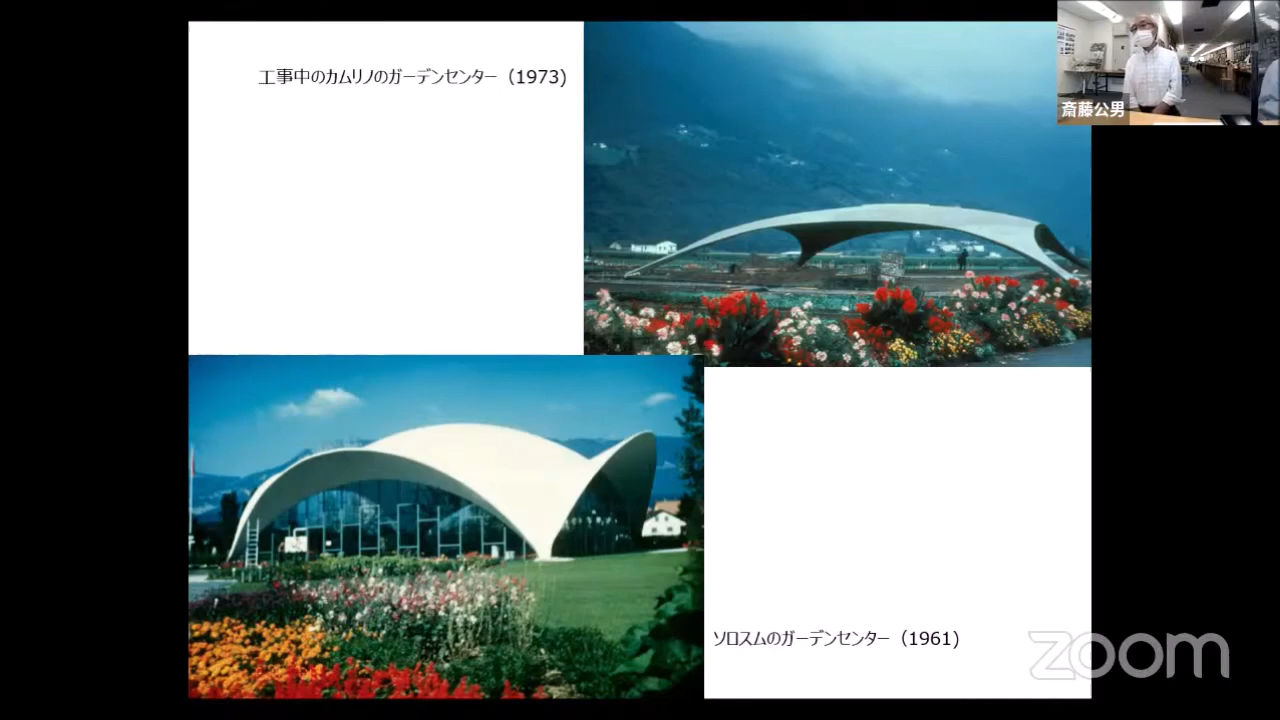 工事中のカムリノのガーデンセンター（1973)
斎藤公男
ソロスムのガーデンセンター（1961)
zoom